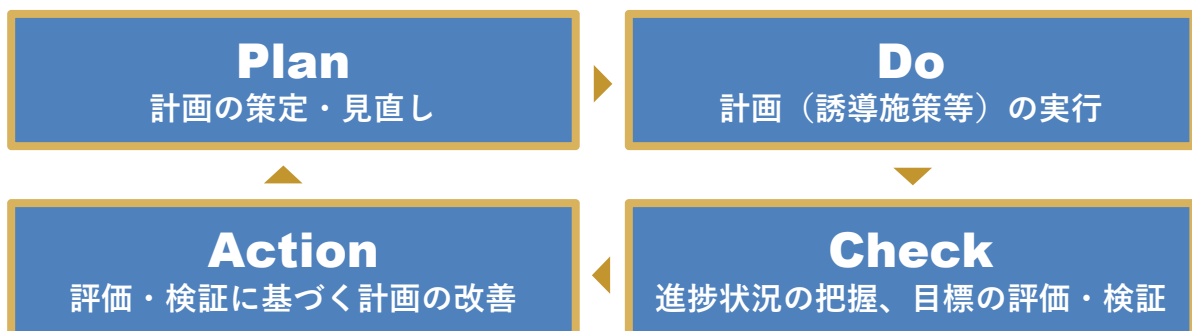 Plan
計画の策定・見直し
Do
計画（誘導施策等）の実行
Action
評価・検証に基づく計画の改善
Check
進捗状況の把握、目標の評価・検証